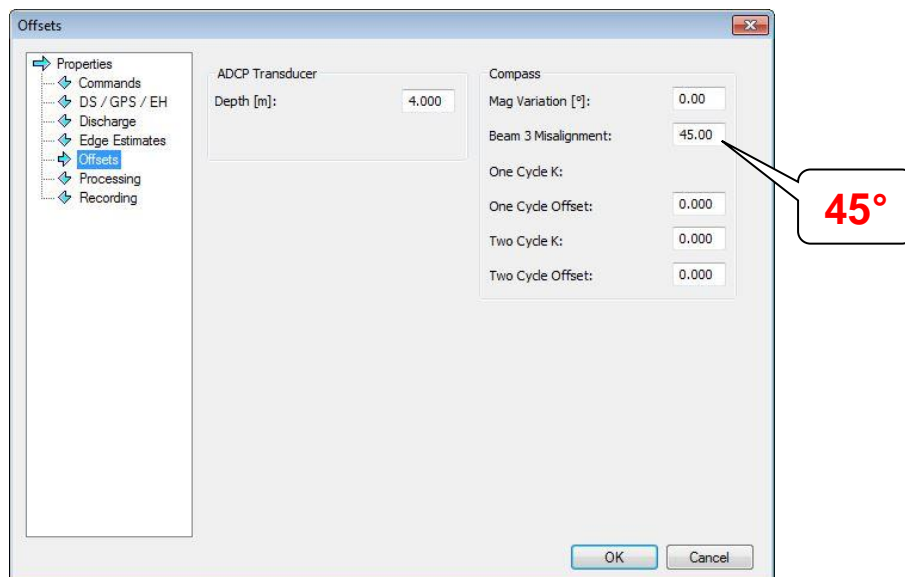 Offsets
Properties
Commands
DS / GPS / EH
Discharge
Edge Estimates
Offsets
Processing
Recording
ADCP Transducer
Depth [m]: 4.000
Compass
Mag Variation [°]: 0.00
Beam 3 Misalignment: 45.00
One Cycle K:
One Cycle Offset: 0.000
Two Cycle K: 0.000
Two Cycle Offset: 0.000
45°
OK Cancel